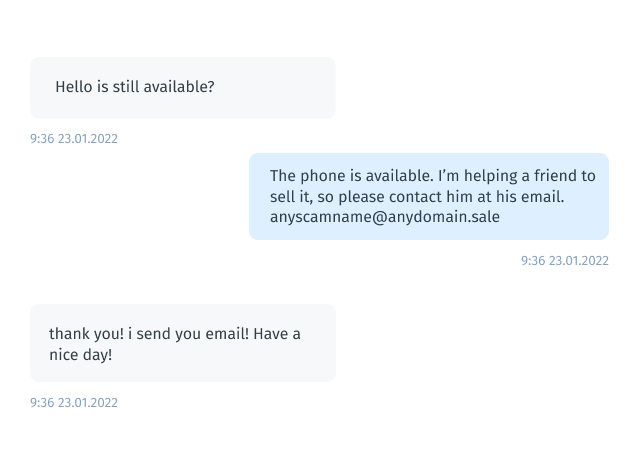 Hello is still available?
9:36 23.01.2022
The phone is available. I’m helping a friend to
sell it, so please contact him at his email.
anyscamname@anydomain.sale
9:36 23.01.2022
thank you! i send you email! Have a
nice day!
9:36 23.01.2022